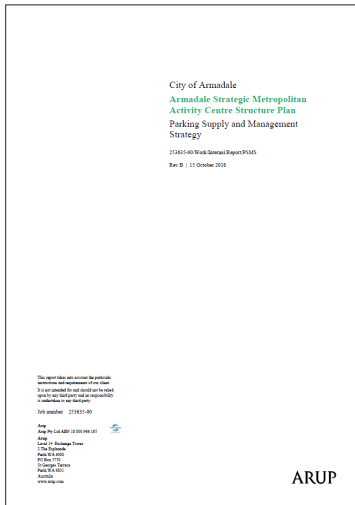 City of Armadale
Armadale Strategic Metropolitan
Activity Centre Structure Plan
Parking Supply and Management
Strategy
253635-00/Work/Internal/Report/PSMS
Rev B | 15 October 2018
This report takes into account the particular
instructions and requirements of our client.
It is not intended for and should not be relied
upon by any third party and no responsibility
is undertaken to any third party.
Job number 253635-00
Arup
Arup Pty Ltd ABN 18 000 966 165
Arup
Level 14 Exchange Tower
2 The Esplanade
Perth WA 6000
PO Box 5750
St Georges Terrace
Perth WA 6831
Australia
www.arup.com
ARUP